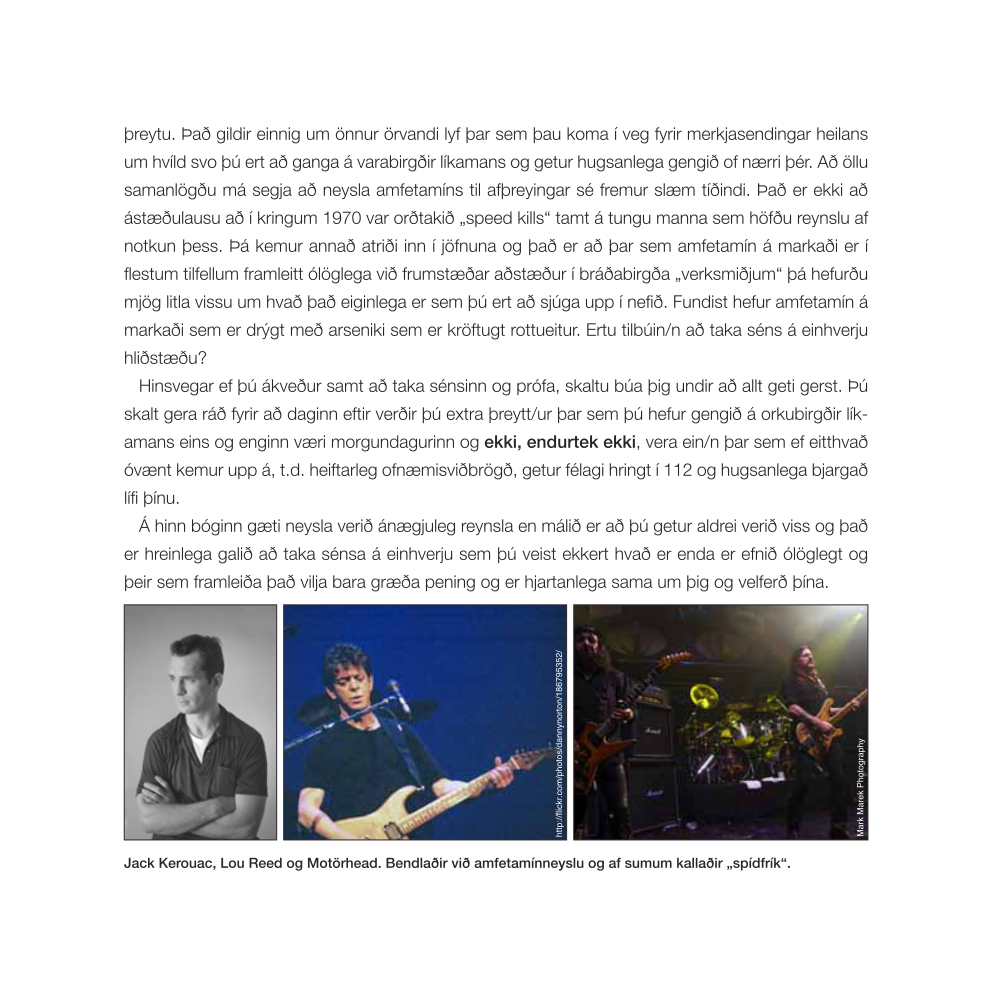 þreytu. Það gildir einnig um önnur örvandi lyf þar sem þau koma í veg fyrir merkjasendingar heilans
um hvíld svo þú ert að ganga á varabirgðir líkamans og getur hugsanlega gengið of nærri þér. Að öllu
samanlögðu má segja að neysla amfetamíns til afþreyingar sé fremur slæm tíðindi. Það er ekki að
ástæðulausu að í kringum 1970 var orðtakið „speed kills“ tamt á tungu manna sem höfðu reynslu af
notkun þess. Þá kemur annað atriði inn í jöfnuna og það er að þar sem amfetamín á markaði er í
flestum tilfellum framleitt ólöglega við frumstæðar aðstæður í bráðabirgða „verksmiðjum“ þá hefurðu
mjög litla vissu um hvað það eiginlega er sem þú ert að sjúga upp í nefið. Fundist hefur amfetamín á
markaði sem er drýgt með arseniki sem er kröftugt rottueitur. Ertu tilbúin/n að taka séns á einhverju
hliðstæðu?
Hinsvegar ef þú ákveður samt að taka sénsinn og prófa, skaltu búa þig undir að allt geti gerst. Þú
skalt gera ráð fyrir að daginn eftir verðir þú extra þreytt/ur þar sem þú hefur gengið á orkubirgðir lík-
amans eins og enginn væri morgundagurinn og ekki, endurtek ekki, vera ein/n þar sem ef eitthvað
óvænt kemur upp á, t.d. heiftarleg ofnæmisviðbrögð, getur félagi hringt í 112 og hugsanlega bjargað
lífi þínu.
Á hinn bóginn gæti neysla verið ánægjuleg reynsla en málið er að þú getur aldrei verið viss og það
er hreinlega galið að taka sénsa á einhverju sem þú veist ekkert hvað er enda er efnið ólöglegt og
þeir sem framleiða það vilja bara græða pening og er hjartanlega sama um þig og velferð þína.
http://flickr.com/photos/dannynorton/186795352/
Marshall
Marshall
Mark Marek Photography
Jack Kerouac, Lou Reed og Motörhead. Bendlaðir við amfetamínneyslu og af sumum kallaðir „spídfrík“.